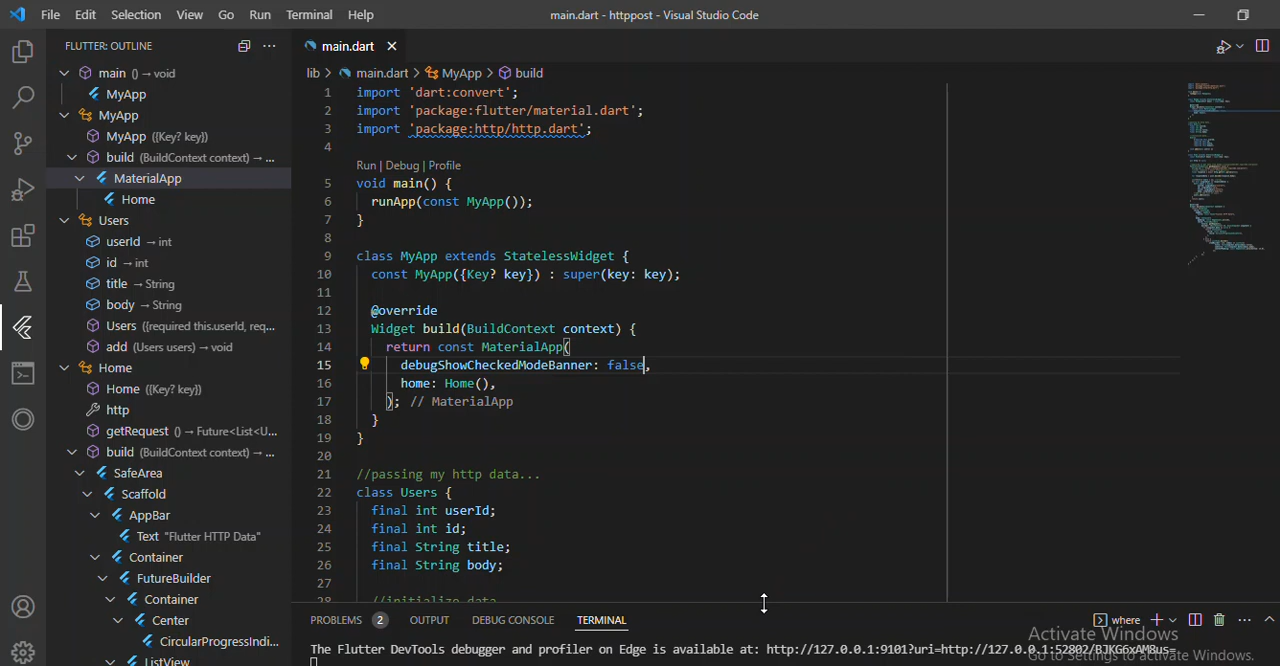 File Edit Selection View Go Run Terminal Help
main.dart - httppost - Visual Studio Code
FLUTTER: OUTLINE
main () → void
MyApp
MyApp
MyApp ({Key? key})
build (BuildContext context) → ...
MaterialApp
Home
Users
userId → int
id → int
title → String
body → String
Users ({required this.userId, req...
add (Users users) → void
Home
Home ({Key? key})
http
getRequest () → Future<List<U...
build (BuildContext context) → ...
SafeArea
Scaffold
AppBar
Text "Flutter HTTP Data"
Container
FutureBuilder
Container
Center
CircularProgressIndi...
ListView
main.dart
lib > main.dart > MyApp > build
1 import 'dart:convert';
2 import 'package:flutter/material.dart';
3 import 'package:http/http.dart';
4
Run | Debug | Profile
5 void main() {
6 runApp(const MyApp());
7 }
8
9 class MyApp extends StatelessWidget {
10 const MyApp({Key? key}) : super(key: key);
11
12 @override
13 Widget build(BuildContext context) {
14 return const MaterialApp(
15 debugShowCheckedModeBanner: false,
16 home: Home(),
17 ); // MaterialApp
18 }
19 }
20
21 //passing my http data...
22 class Users {
23 final int userId;
24 final int id;
25 final String title;
26 final String body;
27
28 //initialize data
PROBLEMS 2 OUTPUT DEBUG CONSOLE TERMINAL
where
The Flutter DevTools debugger and profiler on Edge is available at: http://127.0.0.1:9101?uri=http://127.0.0.1:52802/BJKG6xAM8us=
Activate Windows
Go to Settings to activate Windows.